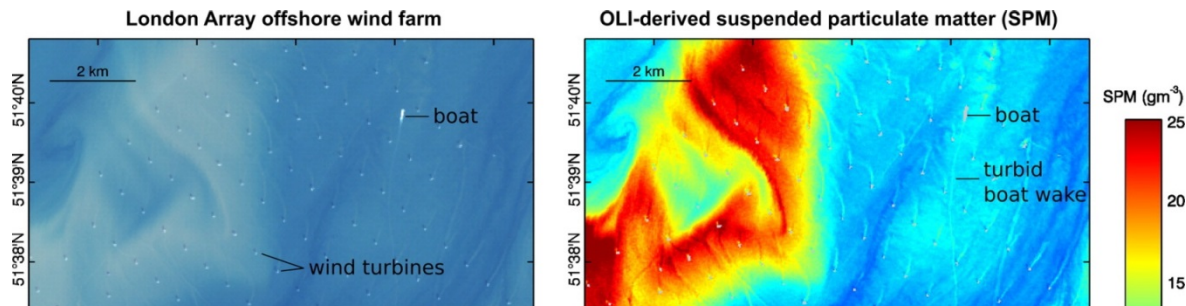 London Array offshore wind farm
OLI-derived suspended particulate matter (SPM)
2 km
51°40'N
boat
51°39'N
51°38'N
wind turbines
2 km
51°40'N
boat
51°39'N
turbid
boat wake
51°38'N
SPM (gm⁻³)
25
20
15